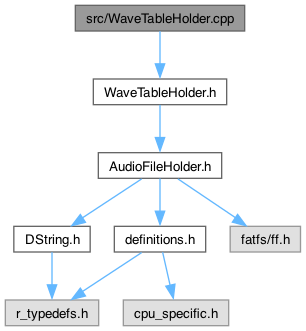 src/WaveTableHolder.cpp
WaveTableHolder.h
AudioFileHolder.h
DString.h
definitions.h
fatfs/ff.h
r_typedefs.h
cpu_specific.h